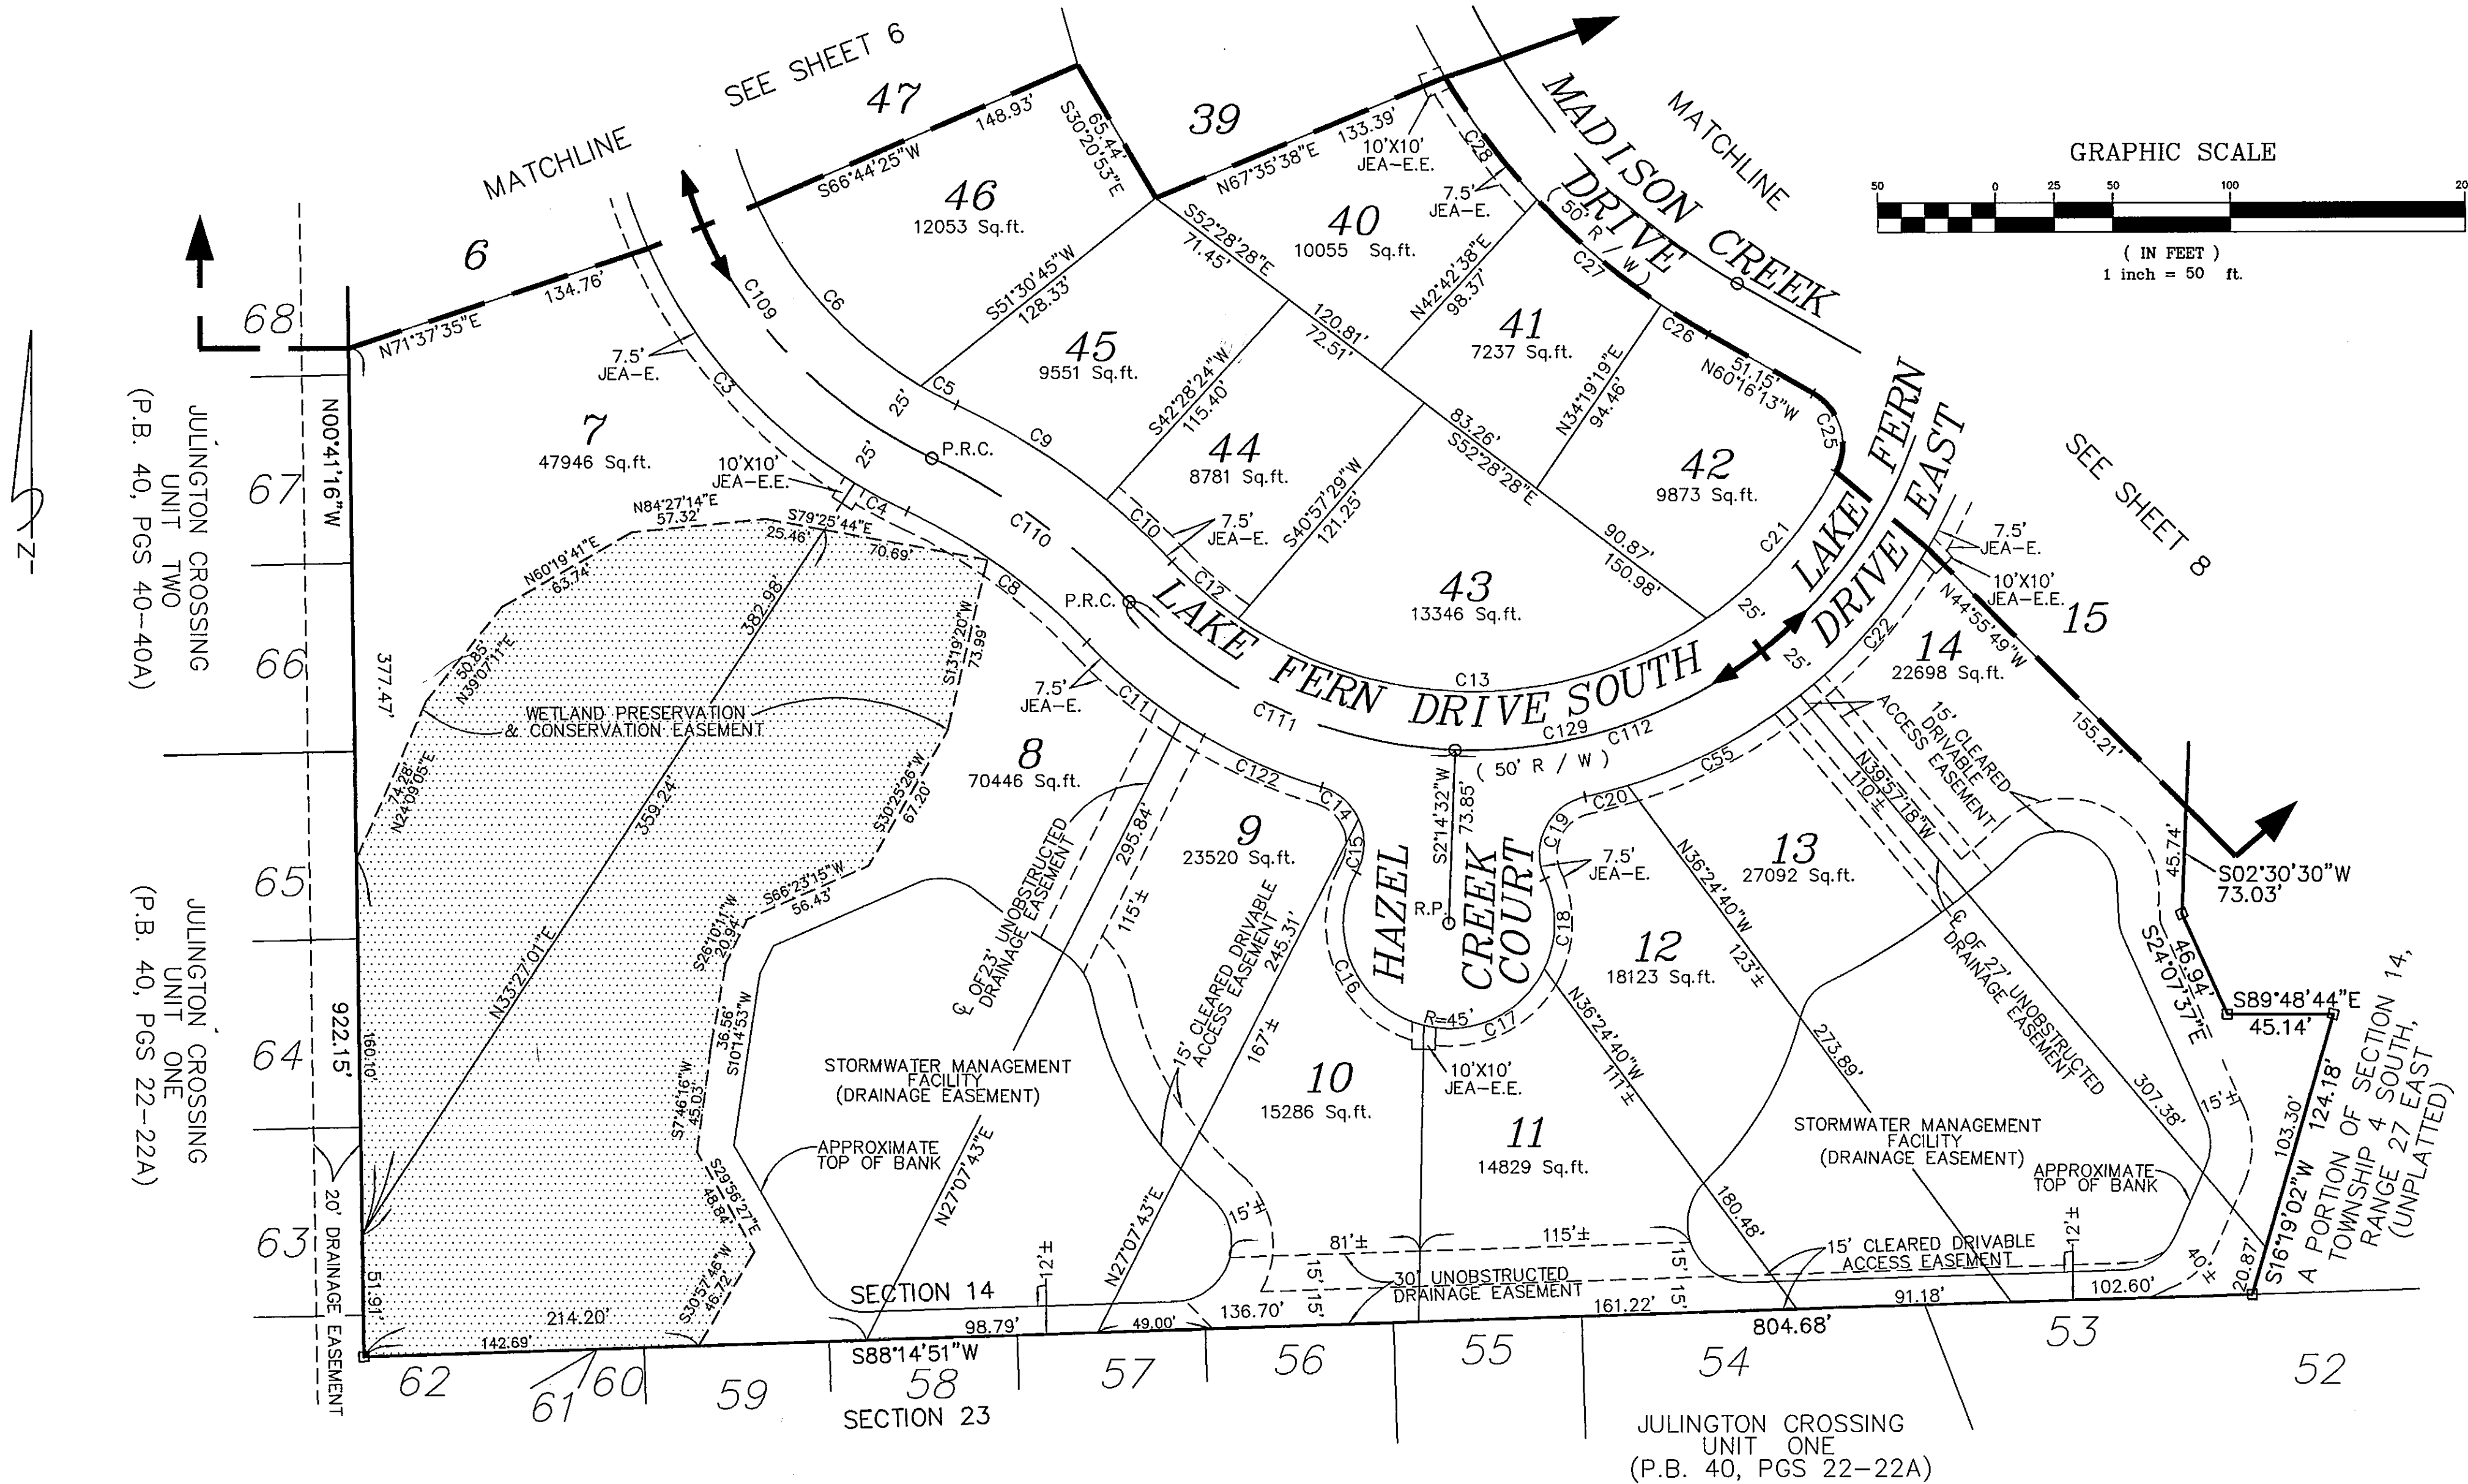 SEE SHEET 6
MATCHLINE
47
148.93'
S66°44'25"W
65.44'
S30°20'53"E
39
133.39'
N67°35'38"E
10'X10'
JEA-E.E.
C28
7.5'
JEA-E.
MADISON CREEK
DRIVE
( 50' R / W )
MATCHLINE
GRAPHIC SCALE
50 0 25 50 100 20
( IN FEET )
1 inch = 50 ft.
6
134.76'
N71°37'35"E
68
46
12053 Sq.ft.
40
10055 Sq.ft.
S52°28'28"E
71.45'
C109
C6
S51°30'45"W
128.33'
N42°42'38"E
98.37'
C27
41
7237 Sq.ft.
C26
51.15'
N60°16'13"W
7.5'
JEA-E.
C3
45
9551 Sq.ft.
120.81'
72.51'
C5
25'
S42°28'24"W
115.40'
N34°19'19"E
94.46'
C25
LAKE FERN
DRIVE EAST
SEE SHEET 8
JULINGTON CROSSING
UNIT TWO
(P.B. 40, PGS 40-40A)
N00°41'16"W
67
7
47946 Sq.ft.
10'X10'
JEA-E.E.
25'
P.R.C.
C9
44
8781 Sq.ft.
83.26'
S52°28'28"E
42
9873 Sq.ft.
C4
N84°27'14"E
57.32'
S79°25'44"E
25.46'
70.69'
C110
C10
7.5'
JEA-E.
S40°57'29"W
121.25'
90.87'
150.98'
C21
LAKE
7.5'
JEA-E.
10'X10'
JEA-E.E.
N60°19'41"E
63.74'
C8
P.R.C.
C12
43
13346 Sq.ft.
25'
N44°55'49"W
155.21'
15
66
50.85'
N39°07'11"E
382.98'
S13°19'20"W
73.99'
LAKE FERN DRIVE SOUTH
C22
25'
14
22698 Sq.ft.
377.47'
WETLAND PRESERVATION
& CONSERVATION EASEMENT
7.5'
JEA-E.
C11
C111
C13
C129
C112
( 50' R / W )
C55
ACCESS EASEMENT
15' CLEARED
DRIVABLE
ACCESS
EASEMENT
N39°57'18"W
110'±
74.28'
N24°09'05"E
359.24'
S30°25'26"W
67.20'
8
70446 Sq.ft.
C122
C14
C15
S2°14'32"W
73.85'
C20
C19
45.74'
S02°30'30"W
73.03'
65
9
23520 Sq.ft.
295.84'
115'±
℄ OF 23' UNOBSTRUCTED
DRAINAGE EASEMENT
HAZEL
CREEK
COURT
R.P.
7.5'
JEA-E.
13
27092 Sq.ft.
N36°24'40"W
123'±
S66°23'15"W
56.43'
S26°10'11"W
20.94'
15' CLEARED DRIVABLE
ACCESS EASEMENT
245.31'
167'±
C16
C18
12
18123 Sq.ft.
℄ OF 27' UNOBSTRUCTED
DRAINAGE EASEMENT
46.94'
S24°07'37"E
S89°48'44"E
45.14'
JULINGTON CROSSING
UNIT ONE
(P.B. 40, PGS 22-22A)
922.15'
64
160.10'
N33°27'01"E
36.56'
S10°14'53"W
S7°46'16"W
45.03'
STORMWATER MANAGEMENT
FACILITY
(DRAINAGE EASEMENT)
R=45'
C17
10'X10'
JEA-E.E.
N36°24'40"W
111'±
273.89'
307.38'
15'±
103.30'
124.18'
A PORTION OF SECTION 14,
TOWNSHIP 4 SOUTH,
RANGE 27 EAST
(UNPLATTED)
10
15286 Sq.ft.
11
14829 Sq.ft.
APPROXIMATE
TOP OF BANK
N27°07'43"E
STORMWATER MANAGEMENT
FACILITY
(DRAINAGE EASEMENT)
APPROXIMATE
TOP OF BANK
S29°56'27"E
48.84'
63
20' DRAINAGE EASEMENT
51.91'
S30°57'46"W
46.72'
N27°07'43"E
15'±
180.48'
81'±
115'±
12'±
12'±
15' CLEARED DRIVABLE
ACCESS EASEMENT
30' UNOBSTRUCTED
DRAINAGE EASEMENT
15' 15'
15' 15'
40'±
20.87'
S16°19'02"W
SECTION 14
214.20'
142.69'
98.79'
49.00'
136.70'
161.22'
91.18'
102.60'
S88°14'51"W
804.68'
62
61
60
59
58
57
56
55
54
53
52
SECTION 23
JULINGTON CROSSING
UNIT ONE
(P.B. 40, PGS 22-22A)
N